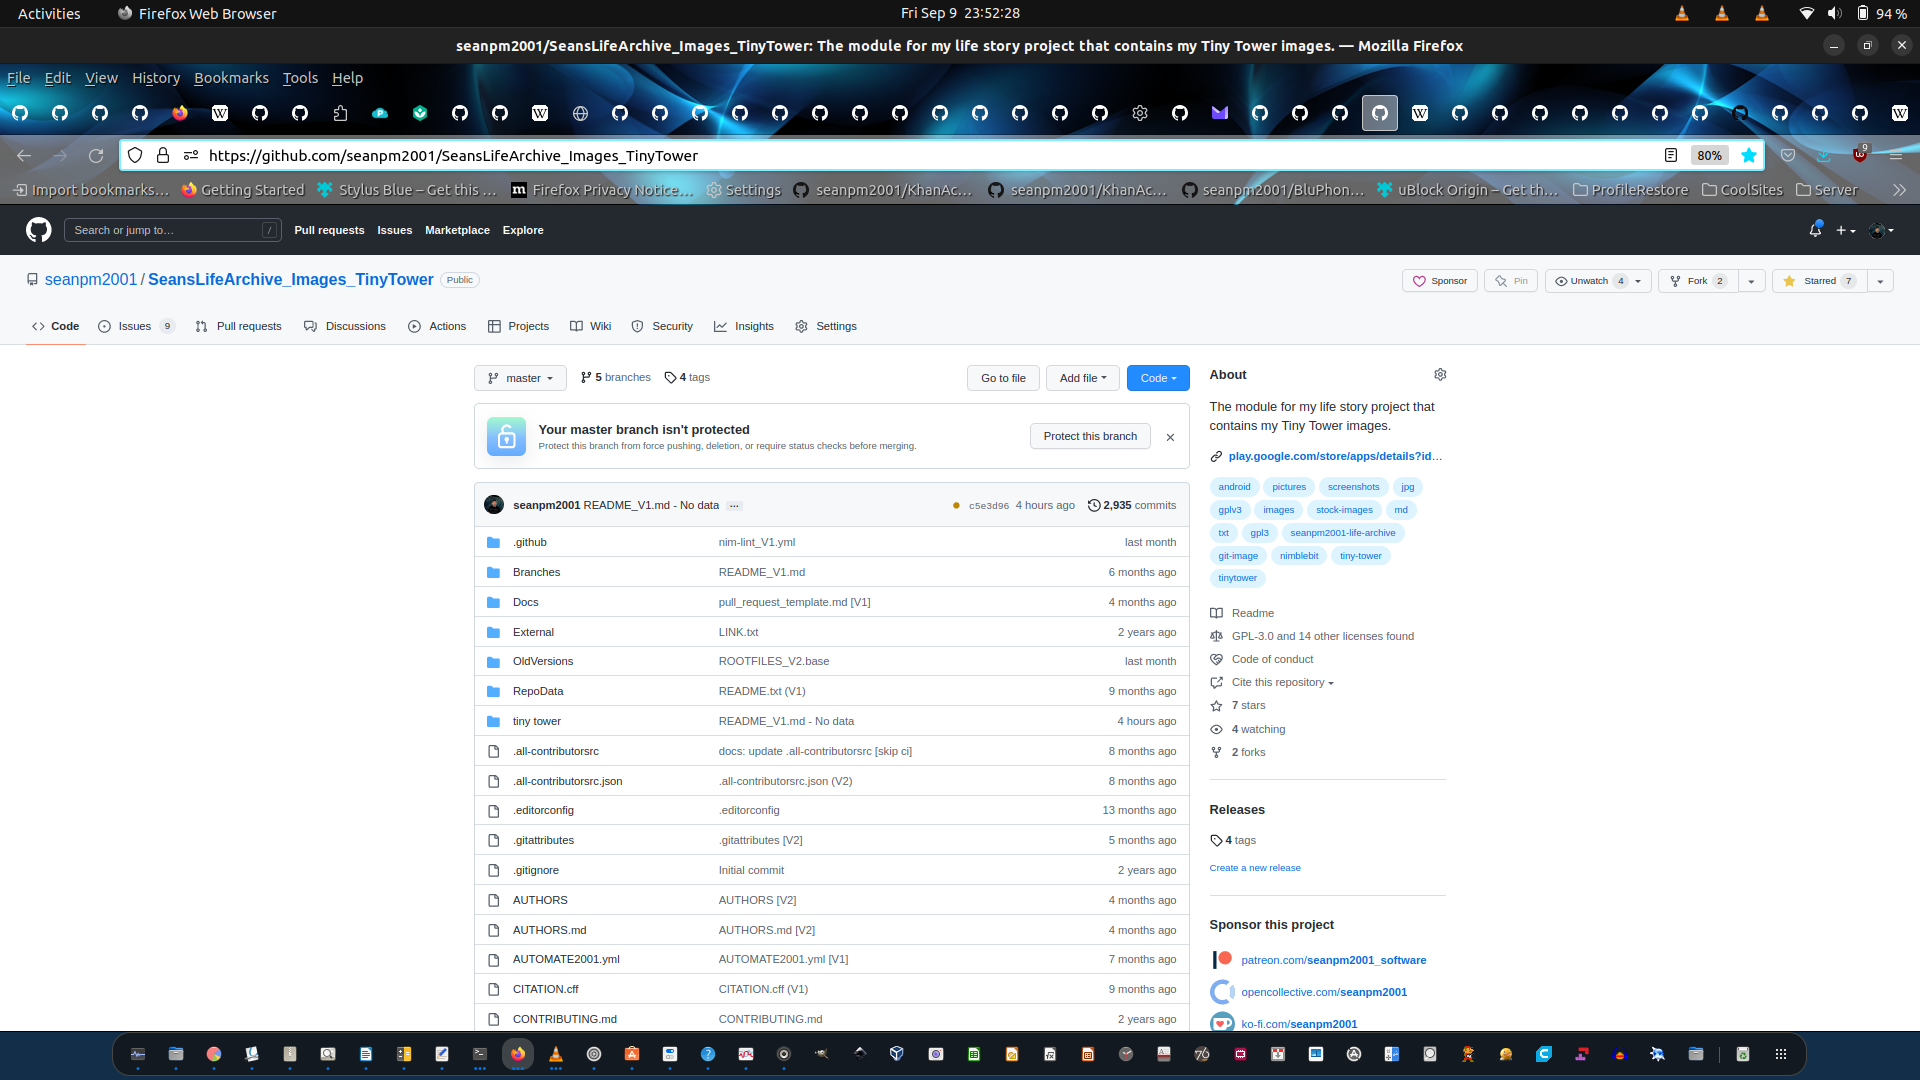 Activities Firefox Web Browser Fri Sep 9 23:52:28 94 %
seanpm2001/SeansLifeArchive_Images_TinyTower: The module for my life story project that contains my Tiny Tower images. — Mozilla Firefox
File Edit View History Bookmarks Tools Help
https://github.com/seanpm2001/SeansLifeArchive_Images_TinyTower 80% 9
Import bookmarks... Getting Started Stylus Blue – Get this ... Firefox Privacy Notice... Settings seanpm2001/KhanAc... seanpm2001/KhanAc... seanpm2001/BluPhon... uBlock Origin – Get th... ProfileRestore CoolSites Server
Search or jump to... / Pull requests Issues Marketplace Explore
seanpm2001 / SeansLifeArchive_Images_TinyTower Public Sponsor Pin Unwatch 4 Fork 2 Starred 7
Code Issues 9 Pull requests Discussions Actions Projects Wiki Security Insights Settings
master 5 branches 4 tags Go to file Add file Code
Your master branch isn't protected
Protect this branch from force pushing, deletion, or require status checks before merging.
Protect this branch
seanpm2001 README_V1.md - No data ... c5e3d96 4 hours ago 2,935 commits
.github nim-lint_V1.yml last month
Branches README_V1.md 6 months ago
Docs pull_request_template.md [V1] 4 months ago
External LINK.txt 2 years ago
OldVersions ROOTFILES_V2.base last month
RepoData README.txt (V1) 9 months ago
tiny tower README_V1.md - No data 4 hours ago
.all-contributorsrc docs: update .all-contributorsrc [skip ci] 8 months ago
.all-contributorsrc.json .all-contributorsrc.json (V2) 8 months ago
.editorconfig .editorconfig 13 months ago
.gitattributes .gitattributes [V2] 5 months ago
.gitignore Initial commit 2 years ago
AUTHORS AUTHORS [V2] 4 months ago
AUTHORS.md AUTHORS.md [V2] 4 months ago
AUTOMATE2001.yml AUTOMATE2001.yml [V1] 7 months ago
CITATION.cff CITATION.cff (V1) 9 months ago
CONTRIBUTING.md CONTRIBUTING.md 2 years ago
About
The module for my life story project that
contains my Tiny Tower images.
play.google.com/store/apps/details?id...
android pictures screenshots jpg
gplv3 images stock-images md
txt gpl3 seanpm2001-life-archive
git-image nimblebit tiny-tower
tinytower
Readme
GPL-3.0 and 14 other licenses found
Code of conduct
Cite this repository
7 stars
4 watching
2 forks
Releases
4 tags
Create a new release
Sponsor this project
patreon.com/seanpm2001_software
opencollective.com/seanpm2001
ko-fi.com/seanpm2001